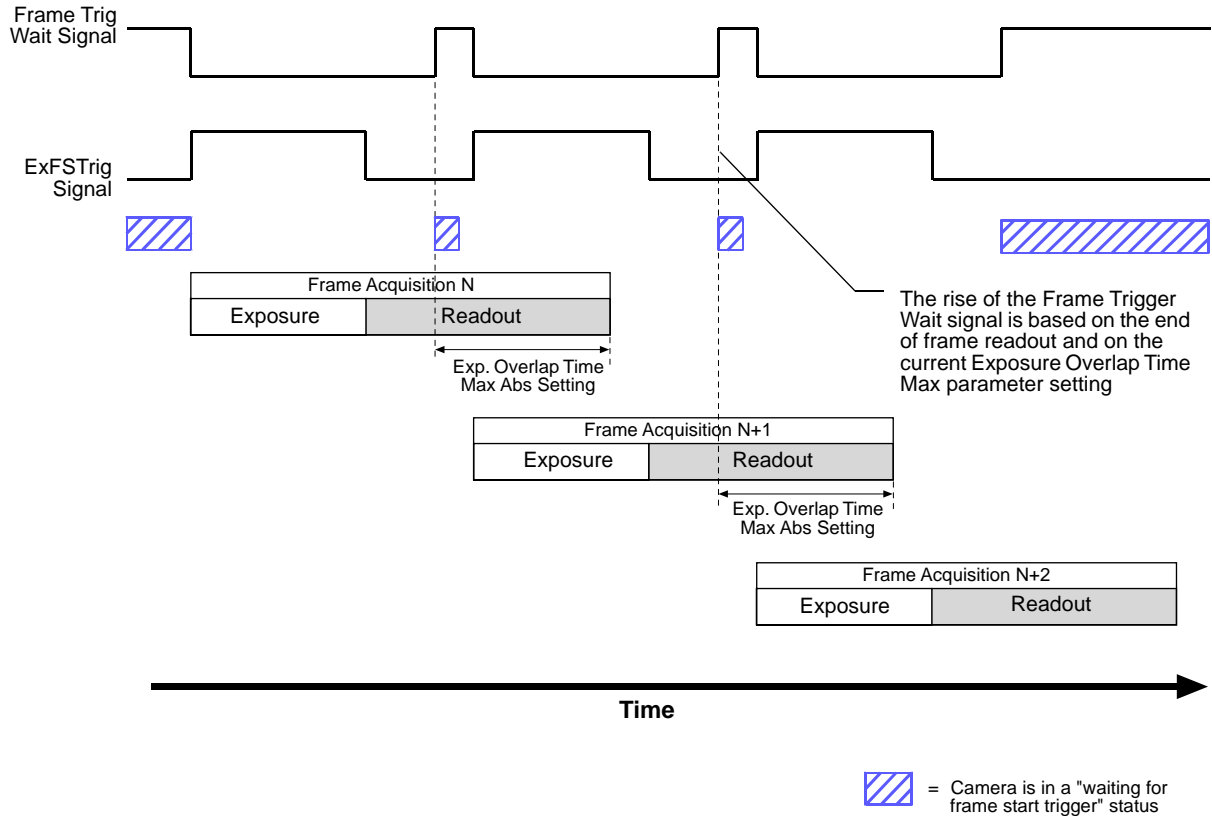 Frame Trig
Wait Signal
ExFSTrig
Signal
Frame Acquisition N
Exposure
Readout
Exp. Overlap Time
Max Abs Setting
The rise of the Frame Trigger
Wait signal is based on the end
of frame readout and on the
current Exposure Overlap Time
Max parameter setting
Frame Acquisition N+1
Exposure
Readout
Exp. Overlap Time
Max Abs Setting
Frame Acquisition N+2
Exposure
Readout
Time
= Camera is in a "waiting for
frame start trigger" status